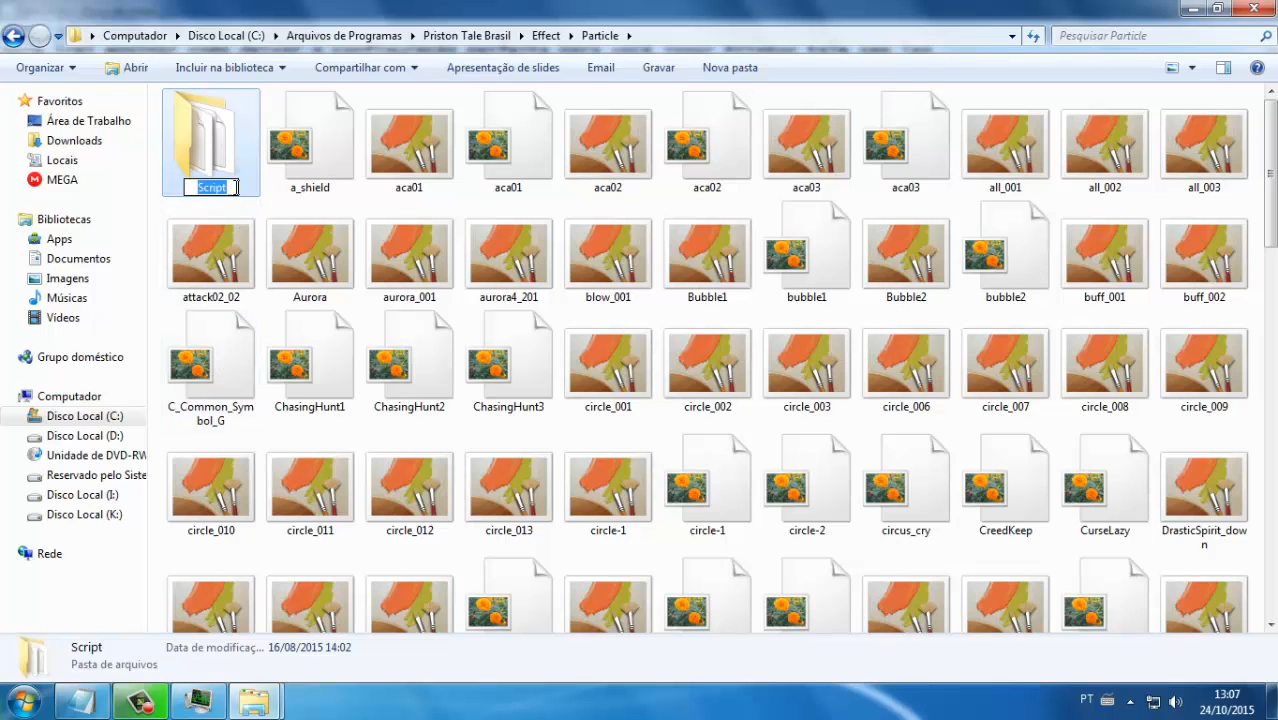 Computador ▸ Disco Local (C:) ▸ Arquivos de Programas ▸ Priston Tale Brasil ▸ Effect ▸ Particle ▸
Pesquisar Particle
Organizar Abrir Incluir na biblioteca Compartilhar com Apresentação de slides Email Gravar Nova pasta
Favoritos
Área de Trabalho
Downloads
Locais
MEGA
Bibliotecas
Apps
Documentos
Imagens
Músicas
Vídeos
Grupo doméstico
Computador
Disco Local (C:)
Disco Local (D:)
Unidade de DVD-RW
Reservado pelo Siste
Disco Local (I:)
Disco Local (K:)
Rede
Script a_shield aca01 aca01 aca02 aca02 aca03 aca03 all_001 all_002 all_003
attack02_02 Aurora aurora_001 aurora4_201 blow_001 Bubble1 bubble1 Bubble2 bubble2 buff_001 buff_002
C_Common_Sym
bol_G
ChasingHunt1 ChasingHunt2 ChasingHunt3 circle_001 circle_002 circle_003 circle_006 circle_007 circle_008 circle_009
circle_010 circle_011 circle_012 circle_013 circle-1 circle-1 circle-2 circus_cry CreedKeep CurseLazy DrasticSpirit_dow
n
Script Data de modificaç... 16/08/2015 14:02
Pasta de arquivos
PT
13:07
24/10/2015